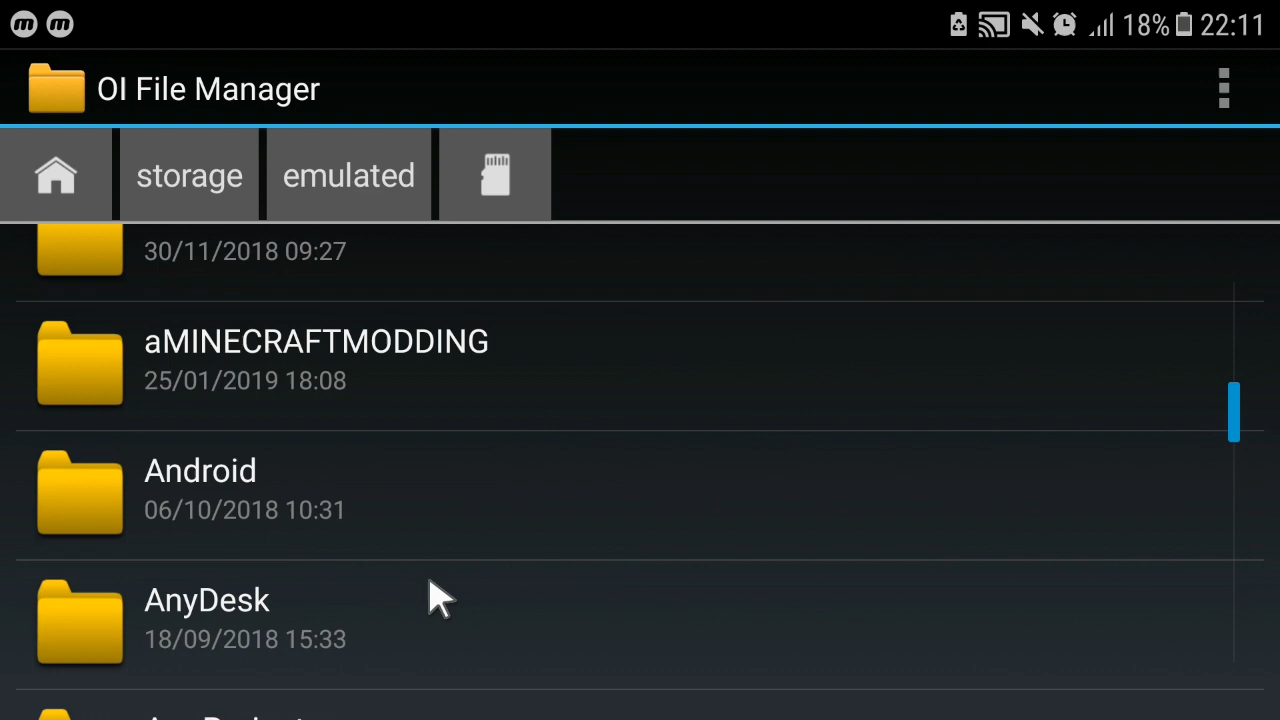 18% 22:11
OI File Manager
storage emulated
30/11/2018 09:27
aMINECRAFTMODDING
25/01/2019 18:08
Android
06/10/2018 10:31
AnyDesk
18/09/2018 15:33